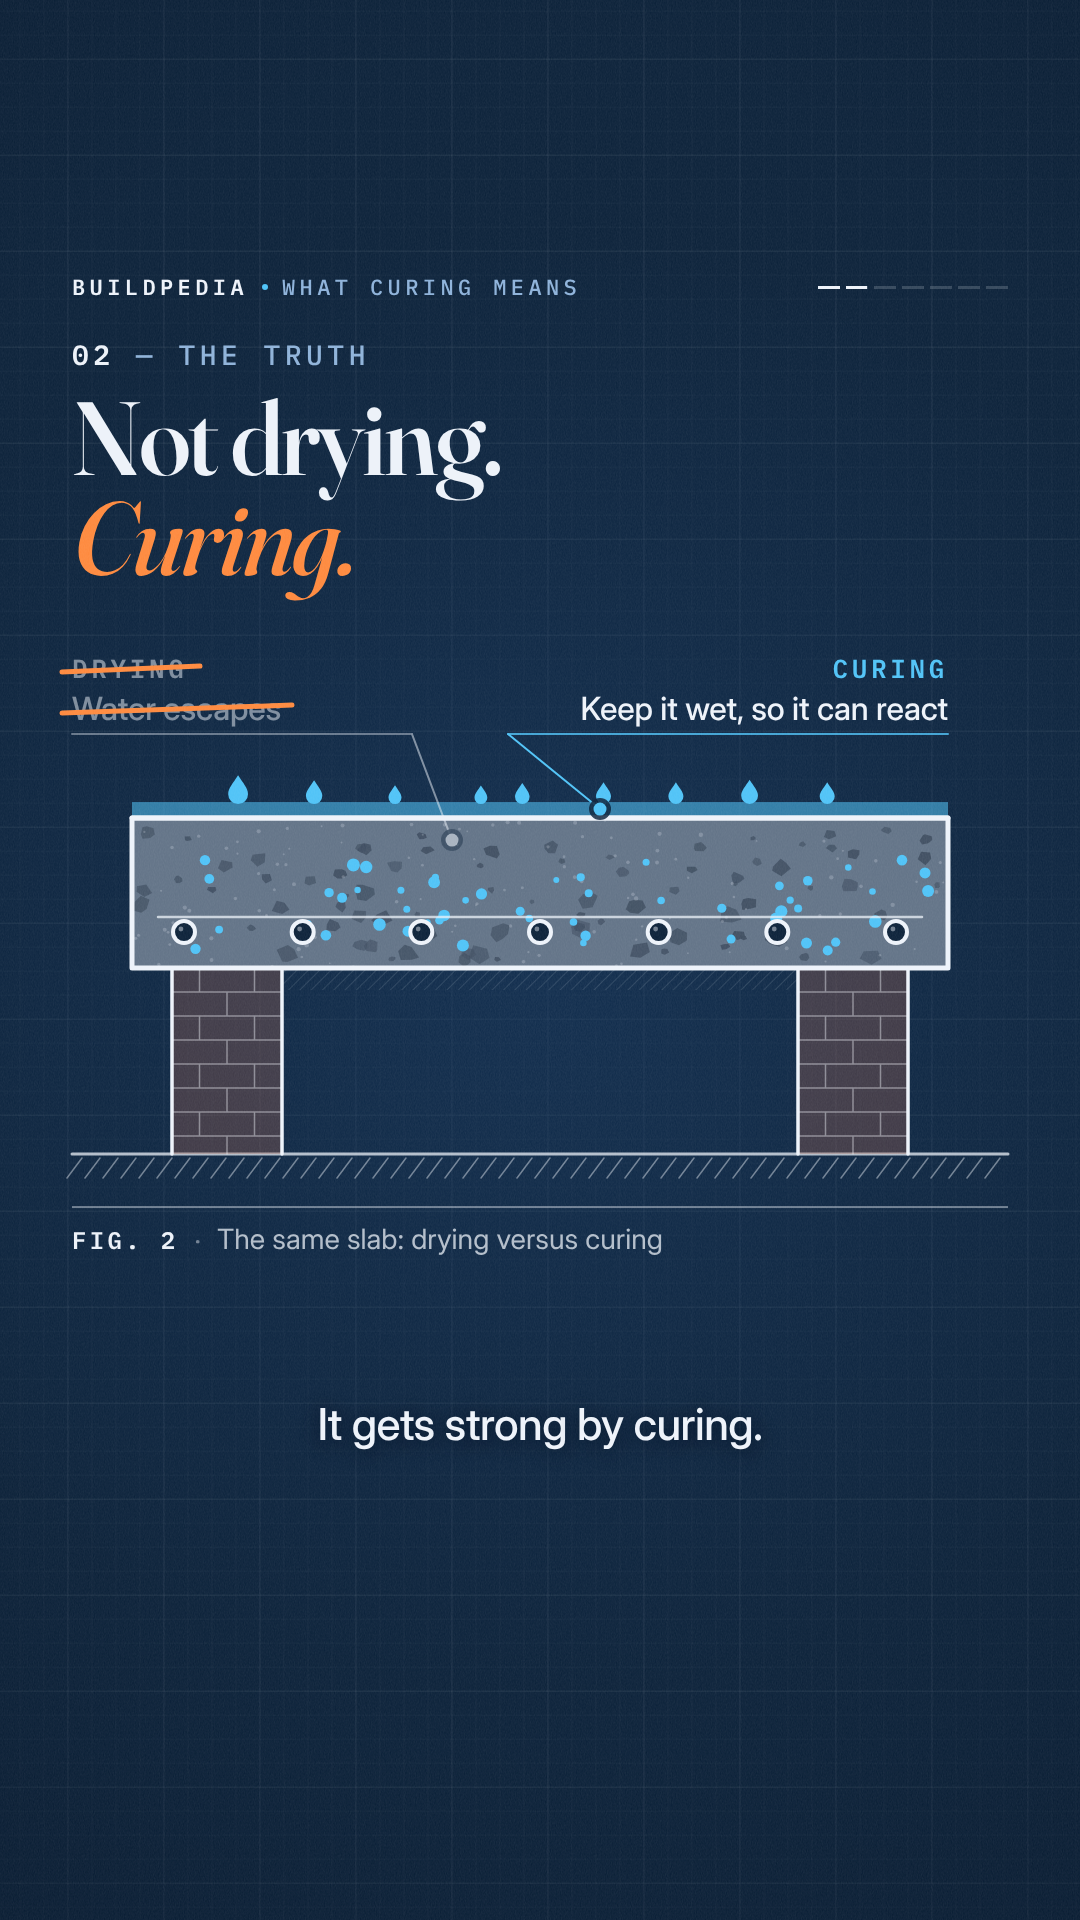 BUILDPEDIA • WHAT CURING MEANS
02 — THE TRUTH
Not drying.
Curing.
DRYING
Water escapes
CURING
Keep it wet, so it can react
FIG. 2 · The same slab: drying versus curing
It gets strong by curing.